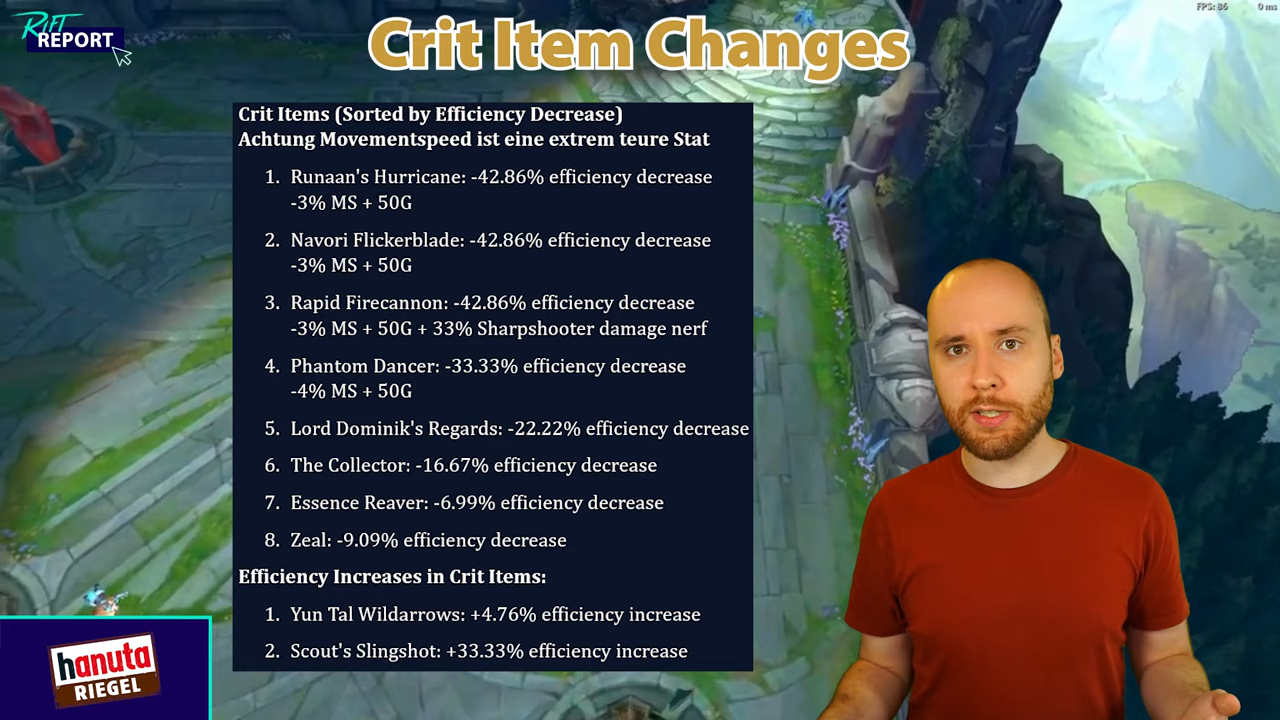 RIFT
REPORT
Crit Item Changes
FPS: 86 0 ms
Crit Items (Sorted by Efficiency Decrease)
Achtung Movementspeed ist eine extrem teure Stat
1. Runaan's Hurricane: -42.86% efficiency decrease
-3% MS + 50G
2. Navori Flickerblade: -42.86% efficiency decrease
-3% MS + 50G
3. Rapid Firecannon: -42.86% efficiency decrease
-3% MS + 50G + 33% Sharpshooter damage nerf
4. Phantom Dancer: -33.33% efficiency decrease
-4% MS + 50G
5. Lord Dominik's Regards: -22.22% efficiency decrease
6. The Collector: -16.67% efficiency decrease
7. Essence Reaver: -6.99% efficiency decrease
8. Zeal: -9.09% efficiency decrease
Efficiency Increases in Crit Items:
1. Yun Tal Wildarrows: +4.76% efficiency increase
2. Scout's Slingshot: +33.33% efficiency increase
hanuta
RIEGEL